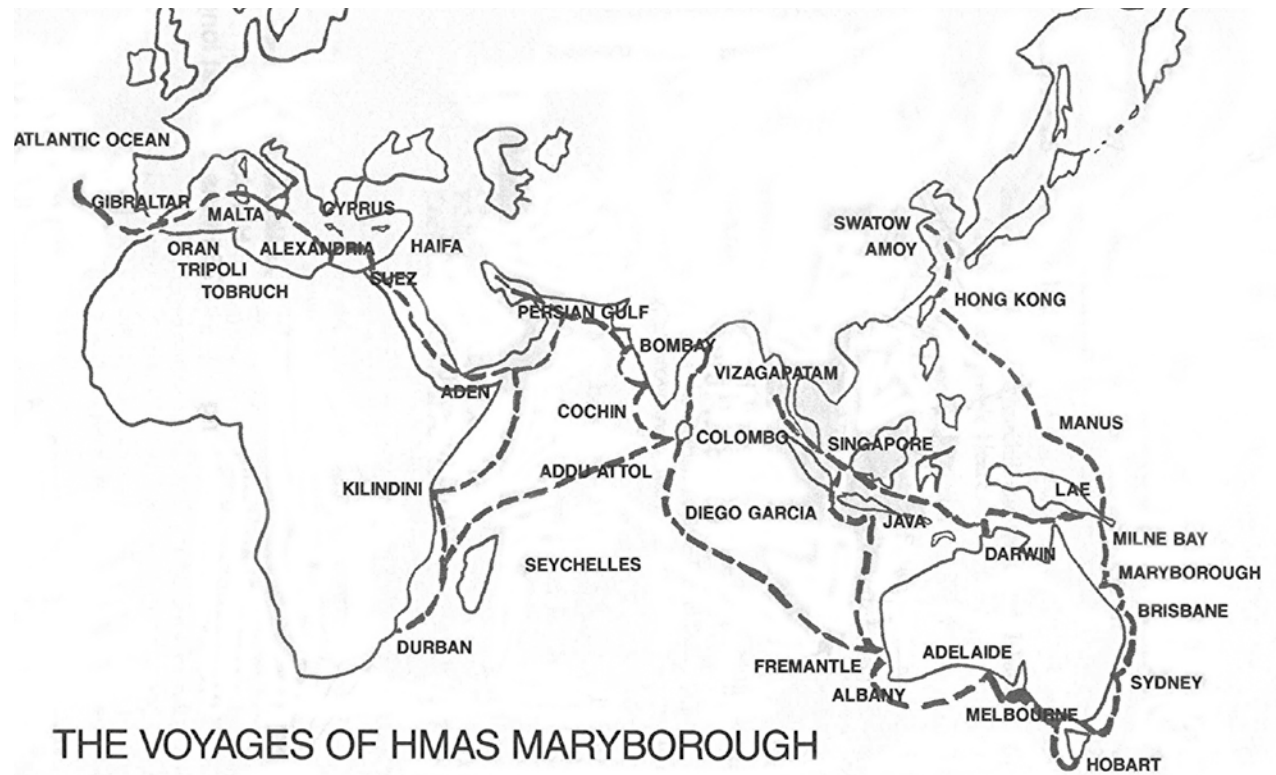 ATLANTIC OCEAN
GIBRALTAR
MALTA
CYPRUS
ORAN
ALEXANDRIA
HAIFA
TRIPOLI
SUEZ
TOBRUCH
SWATOW
AMOY
HONG KONG
PERSIAN GULF
BOMBAY
VIZAGAPATAM
ADEN
COCHIN
COLOMBO
SINGAPORE
MANUS
ADDU ATTOL
KILINDINI
LAE
DIEGO GARCIA
JAVA
MILNE BAY
DARWIN
SEYCHELLES
MARYBOROUGH
BRISBANE
DURBAN
ADELAIDE
FREMANTLE
SYDNEY
ALBANY
MELBOURNE
THE VOYAGES OF HMAS MARYBOROUGH
HOBART